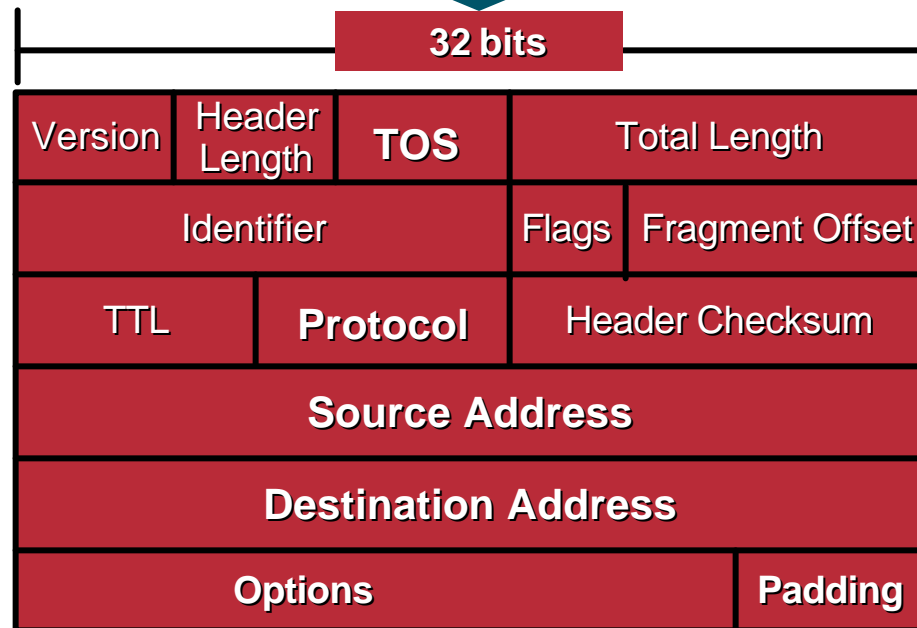 32 bits
Version Header Length TOS Total Length
Identifier Flags Fragment Offset
TTL Protocol Header Checksum
Source Address
Destination Address
Options Padding